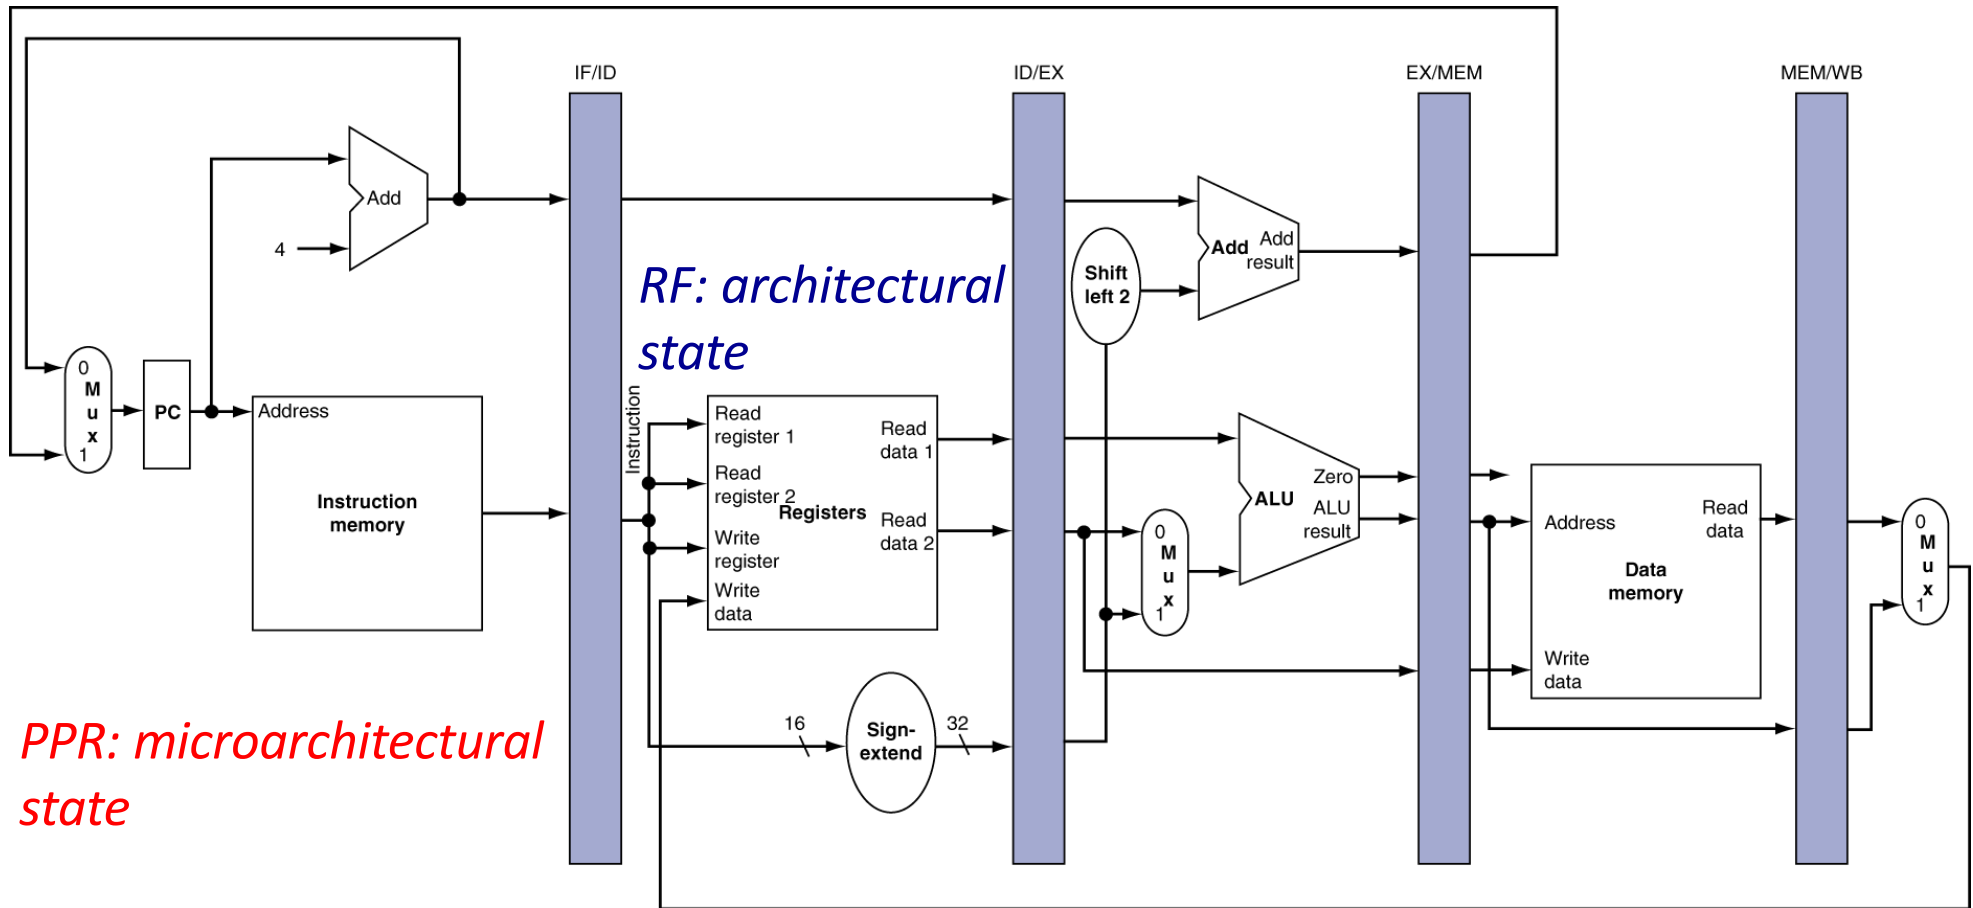 IF/ID
ID/EX
EX/MEM
MEM/WB
Add
4
RF: architectural
state
Shift
left 2
Add
Add
result
0
M
u
x
1
PC
Address
Instruction
memory
Instruction
Read
register 1
Read
register 2
Registers
Write
register
Write
data
Read
data 1
Read
data 2
0
M
u
x
1
Zero
ALU
ALU
result
Address
Read
data
Data
memory
Write
data
0
M
u
x
1
PPR: microarchitectural
state
16
Sign-
extend
32